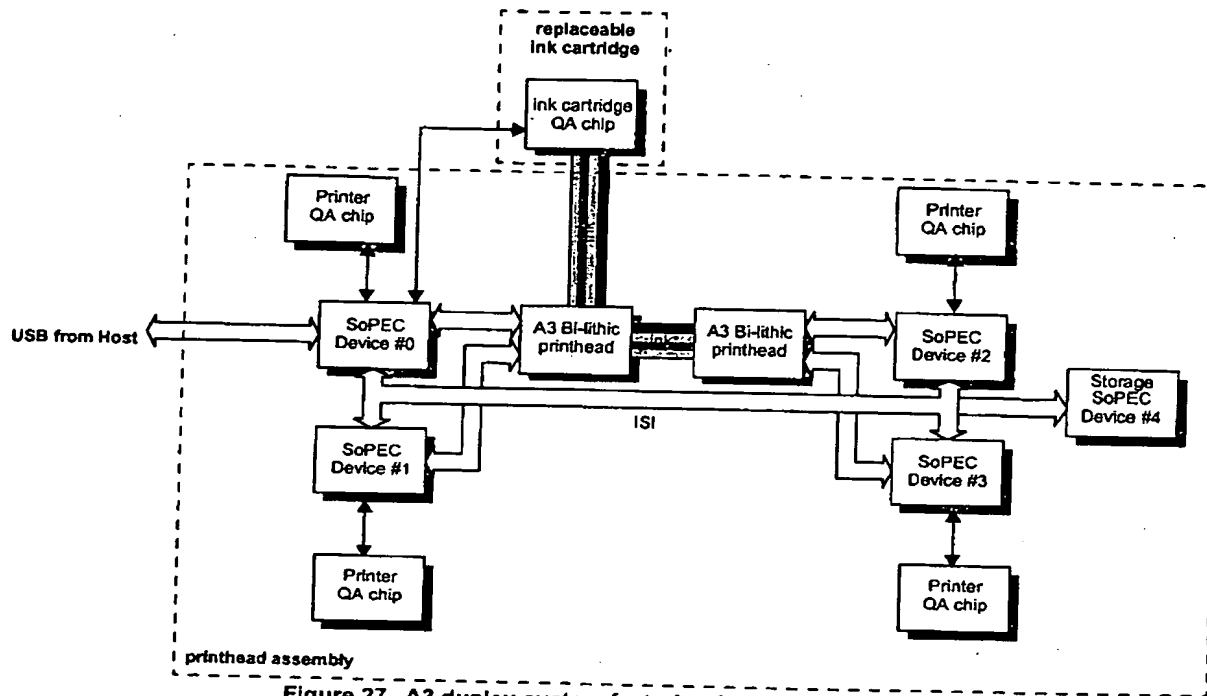 replaceable
ink cartridge
ink cartridge
QA chip
Printer
QA chip
Printer
QA chip
ink
USB from Host
SoPEC
Device #0
A3 Bi-lithic
printhead
ink
A3 Bi-lithic
printhead
SoPEC
Device #2
Storage
SoPEC
Device #4
ISI
SoPEC
Device #1
SoPEC
Device #3
Printer
QA chip
Printer
QA chip
printhead assembly